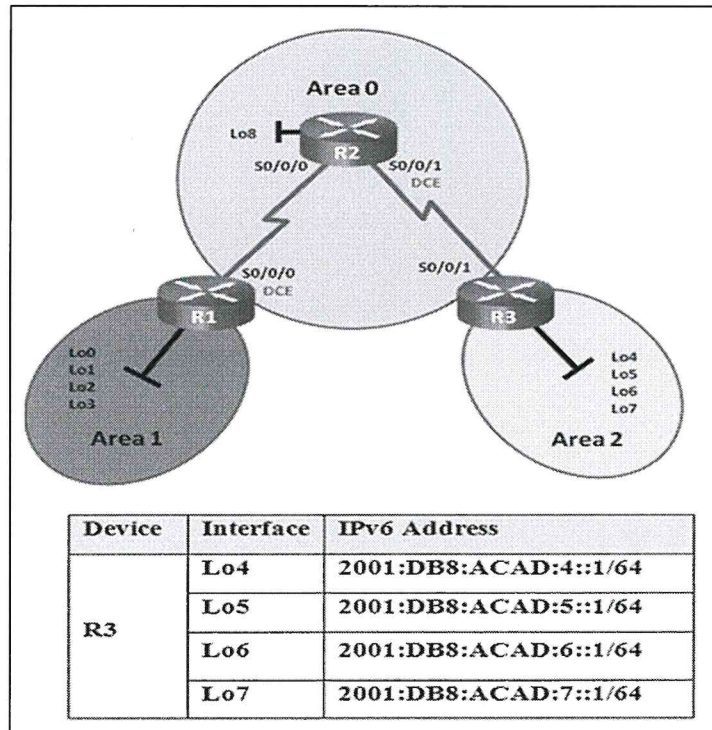 Area 0
Lo8
R2
S0/0/0
S0/0/1
DCE
S0/0/0
DCE
S0/0/1
R1
R3
Lo0
Lo1
Lo2
Lo3
Lo4
Lo5
Lo6
Lo7
Area 1
Area 2
Device Interface IPv6 Address
R3
Lo4 2001:DB8:ACAD:4::1/64
Lo5 2001:DB8:ACAD:5::1/64
Lo6 2001:DB8:ACAD:6::1/64
Lo7 2001:DB8:ACAD:7::1/64